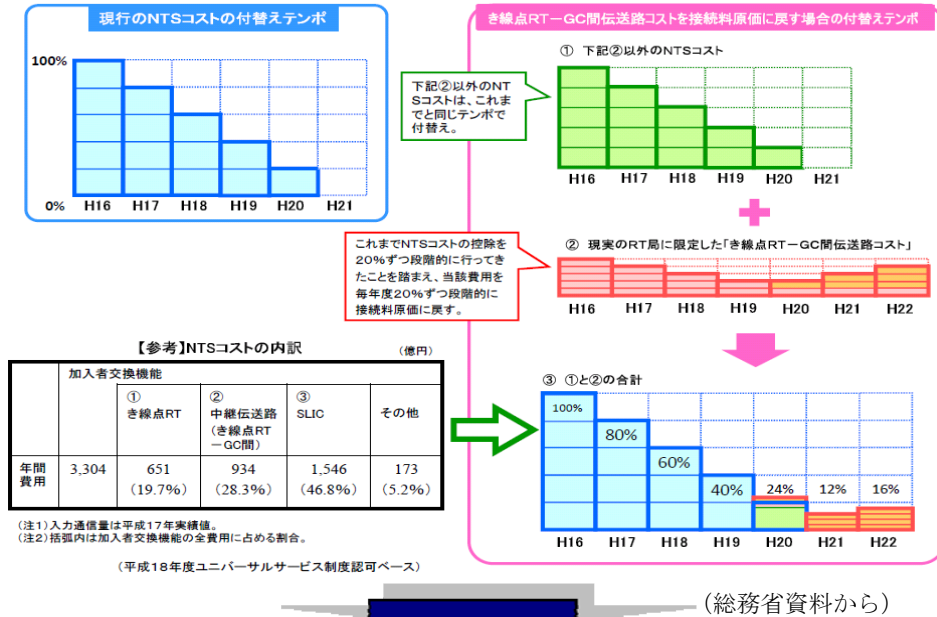 現行のNTSコストの付替えテンポ
100%
0%
H16 H17 H18 H19 H20 H21
き線点RT－GC間伝送路コストを接続料原価に戻す場合の付替えテンポ
① 下記②以外のNTSコスト
下記②以外のNT
Sコストは、これま
でと同じテンポで
付替え。
H16 H17 H18 H19 H20 H21
② 現実のRT局に限定した「き線点RT－GC間伝送路コスト」
これまでNTSコストの控除を
20%ずつ段階的に行ってき
たことを踏まえ、当該費用を
毎年度20%ずつ段階的に
接続料原価に戻す。
H16 H17 H18 H19 H20 H21 H22
③ ①と②の合計
100%
80%
60%
40%
24%
12%
16%
H16 H17 H18 H19 H20 H21 H22
【参考】NTSコストの内訳
（億円）
加入者交換機能
①
き線点RT
②
中継伝送路
（き線点RT
－GC間）
③
SLIC
その他
年間
費用
3,304
651
(19.7%)
934
(28.3%)
1,546
(46.8%)
173
(5.2%)
（注1）入力通信量は平成17年実績値。
（注2）括弧内は加入者交換機能の全費用に占める割合。
（平成18年度ユニバーサルサービス制度認可ベース）
（総務省資料から）